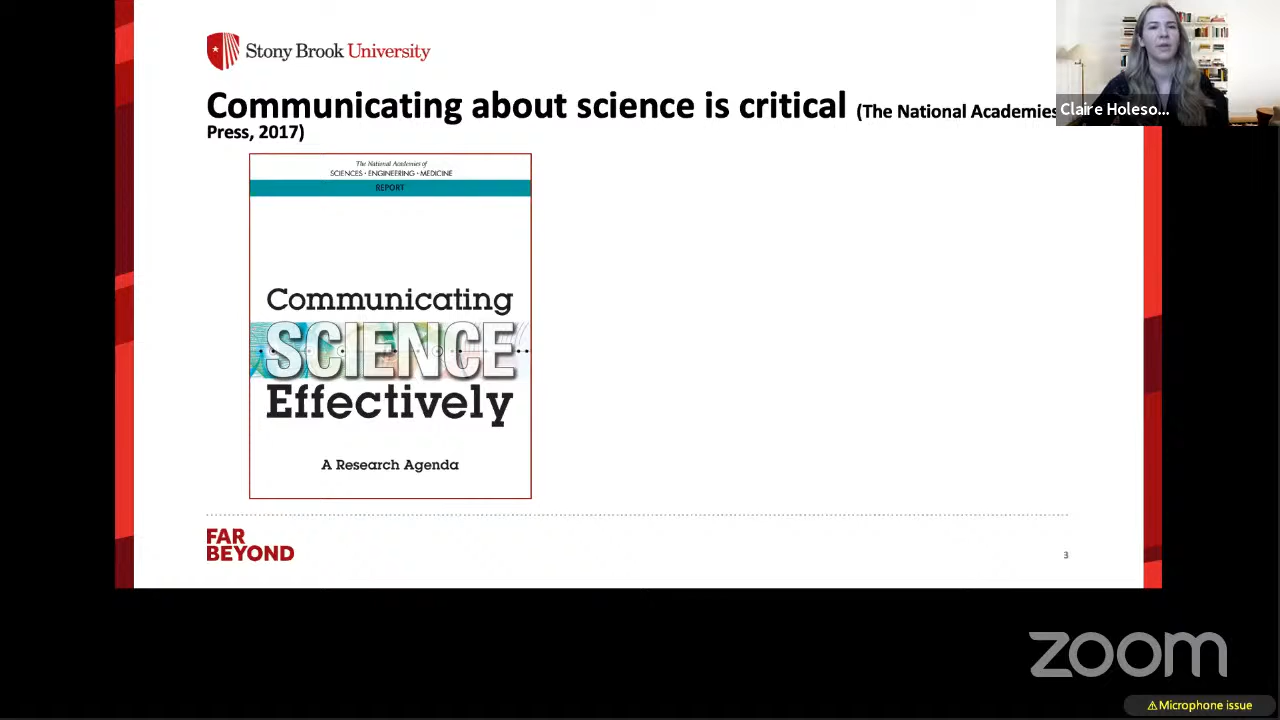 Stony Brook University
Communicating about science is critical (The National Academies
Press, 2017)
Claire Holeso...
The National Academies of
SCIENCES • ENGINEERING • MEDICINE
REPORT
Communicating
SCIENCE
Effectively
A Research Agenda
FAR
BEYOND
3
zoom
⚠Microphone issue